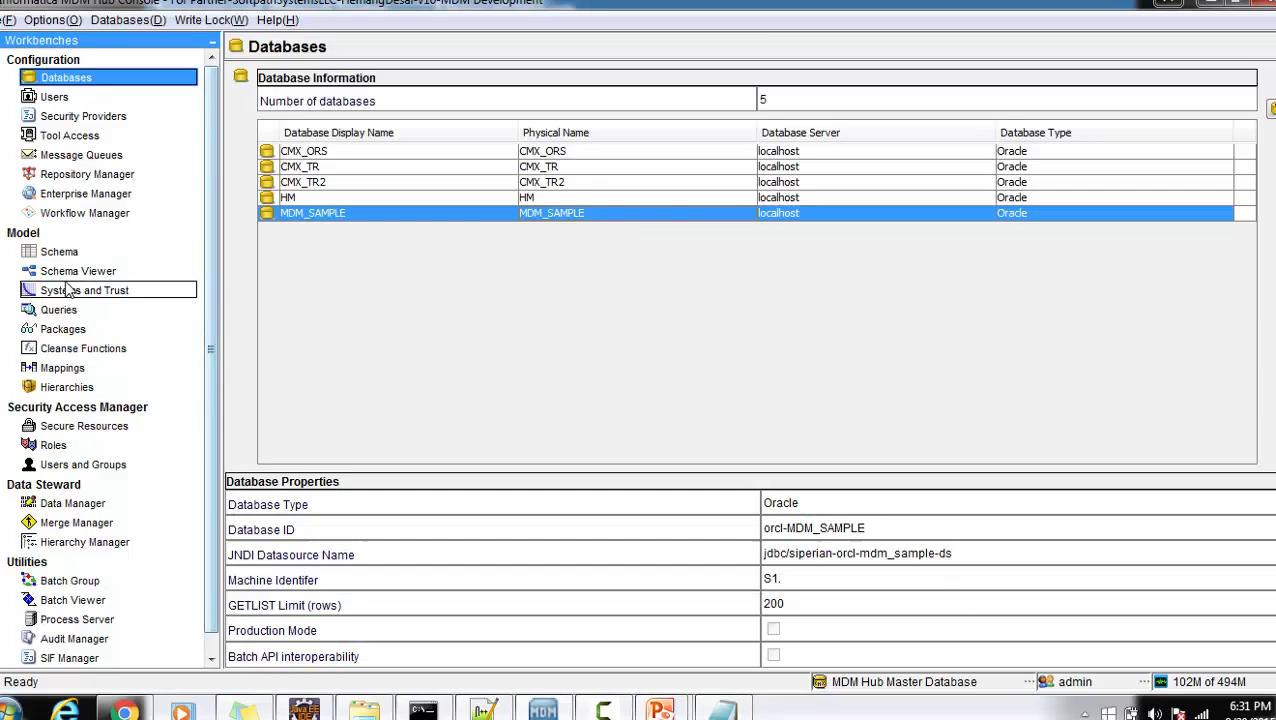 Informatica MDM Hub Console - For Partner-SoftpathSystemsLLC-HemangDesai-v10-MDM Development
(F) Options(O) Databases(D) Write Lock(W) Help(H)
Workbenches
Configuration
Databases
Users
Security Providers
Tool Access
Message Queues
Repository Manager
Enterprise Manager
Workflow Manager
Model
Schema
Schema Viewer
Systems and Trust
Queries
Packages
Cleanse Functions
Mappings
Hierarchies
Security Access Manager
Secure Resources
Roles
Users and Groups
Data Steward
Data Manager
Merge Manager
Hierarchy Manager
Utilities
Batch Group
Batch Viewer
Process Server
Audit Manager
SIF Manager
Databases
Database Information
Number of databases 5
Database Display Name Physical Name Database Server Database Type
CMX_ORS CMX_ORS localhost Oracle
CMX_TR CMX_TR localhost Oracle
CMX_TR2 CMX_TR2 localhost Oracle
HM HM localhost Oracle
MDM_SAMPLE MDM_SAMPLE localhost Oracle
Database Properties
Database Type Oracle
Database ID orcl-MDM_SAMPLE
JNDI Datasource Name jdbc/siperian-orcl-mdm_sample-ds
Machine Identifer S1.
GETLIST Limit (rows) 200
Production Mode
Batch API interoperability
Ready MDM Hub Master Database admin 102M of 494M
6:31 PM